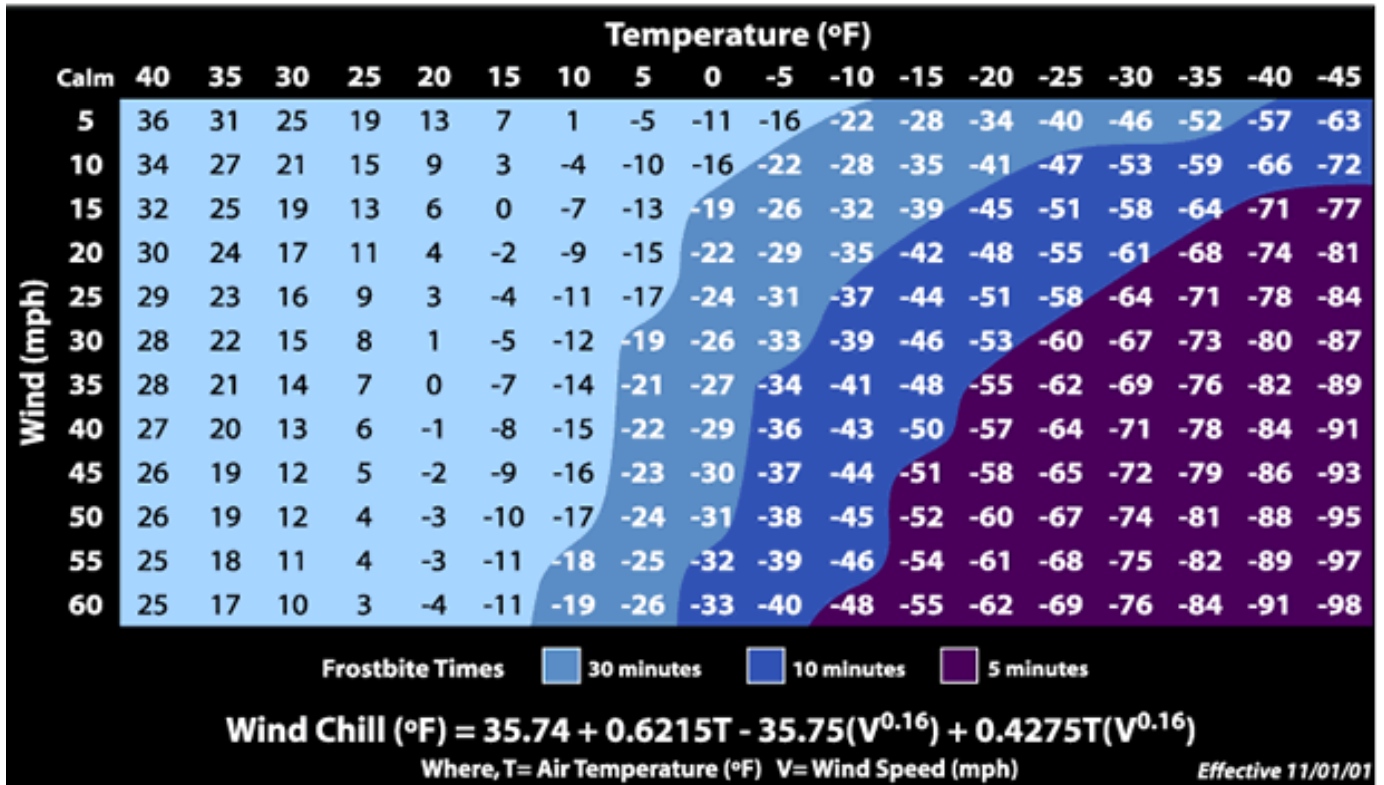 Temperature (ºF)
Calm 40 35 30 25 20 15 10 5 0 -5 -10 -15 -20 -25 -30 -35 -40 -45
5 36 31 25 19 13 7 1 -5 -11 -16 -22 -28 -34 -40 -46 -52 -57 -63
10 34 27 21 15 9 3 -4 -10 -16 -22 -28 -35 -41 -47 -53 -59 -66 -72
15 32 25 19 13 6 0 -7 -13 -19 -26 -32 -39 -45 -51 -58 -64 -71 -77
20 30 24 17 11 4 -2 -9 -15 -22 -29 -35 -42 -48 -55 -61 -68 -74 -81
25 29 23 16 9 3 -4 -11 -17 -24 -31 -37 -44 -51 -58 -64 -71 -78 -84
30 28 22 15 8 1 -5 -12 -19 -26 -33 -39 -46 -53 -60 -67 -73 -80 -87
35 28 21 14 7 0 -7 -14 -21 -27 -34 -41 -48 -55 -62 -69 -76 -82 -89
40 27 20 13 6 -1 -8 -15 -22 -29 -36 -43 -50 -57 -64 -71 -78 -84 -91
45 26 19 12 5 -2 -9 -16 -23 -30 -37 -44 -51 -58 -65 -72 -79 -86 -93
50 26 19 12 4 -3 -10 -17 -24 -31 -38 -45 -52 -60 -67 -74 -81 -88 -95
55 25 18 11 4 -3 -11 -18 -25 -32 -39 -46 -54 -61 -68 -75 -82 -89 -97
60 25 17 10 3 -4 -11 -19 -26 -33 -40 -48 -55 -62 -69 -76 -84 -91 -98
Wind (mph)
Frostbite Times 30 minutes 10 minutes 5 minutes
Wind Chill (ºF) = 35.74 + 0.6215T - 35.75(V^0.16) + 0.4275T(V^0.16)
Where, T= Air Temperature (ºF) V= Wind Speed (mph) Effective 11/01/01